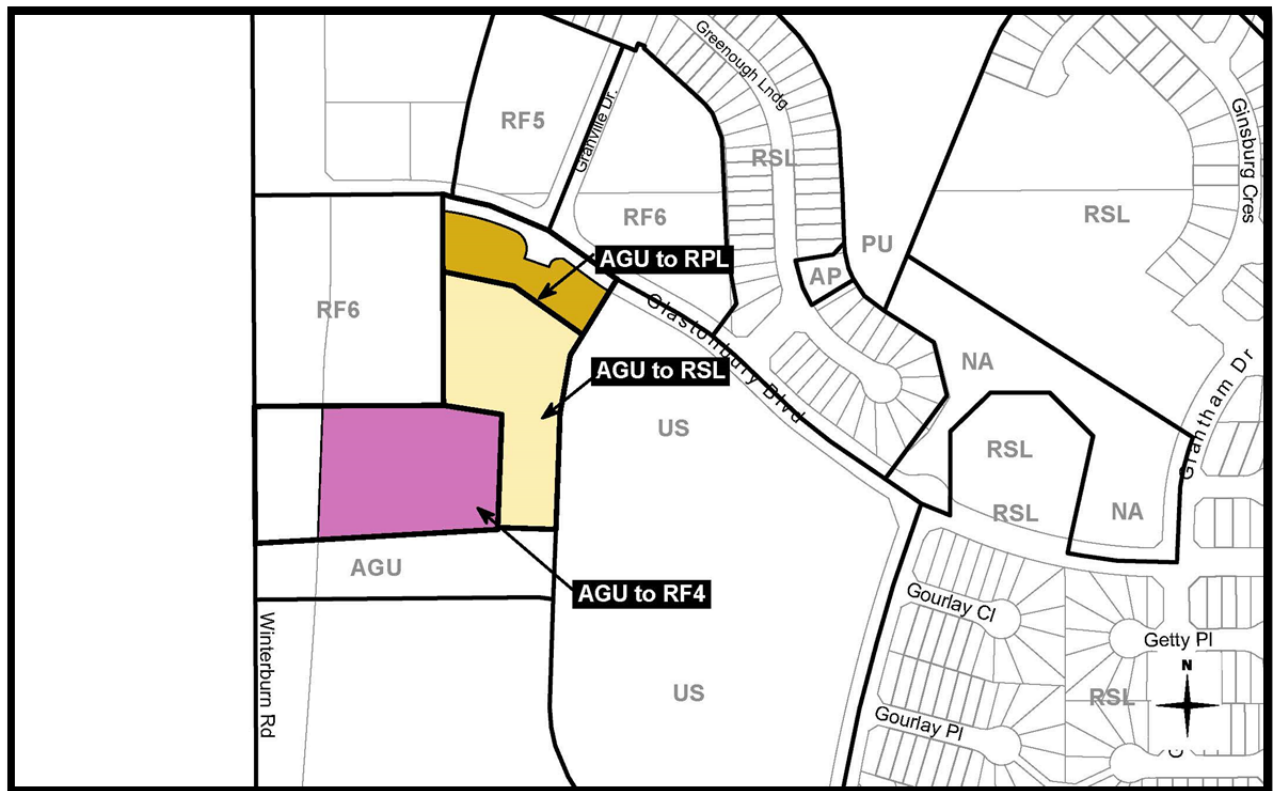 Greenough Lndg
RF5
Granville Dr.
Ginsburg Cres
RSL
RF6
RSL
PU
AGU to RPL
AP
RF6
Glastonbury Blvd
NA
AGU to RSL
Grantham Dr
US
RSL
RSL
NA
AGU
AGU to RF4
Gourlay Cl
Winterburn Rd
Getty Pl
N
US
RSL
Gourlay Pl